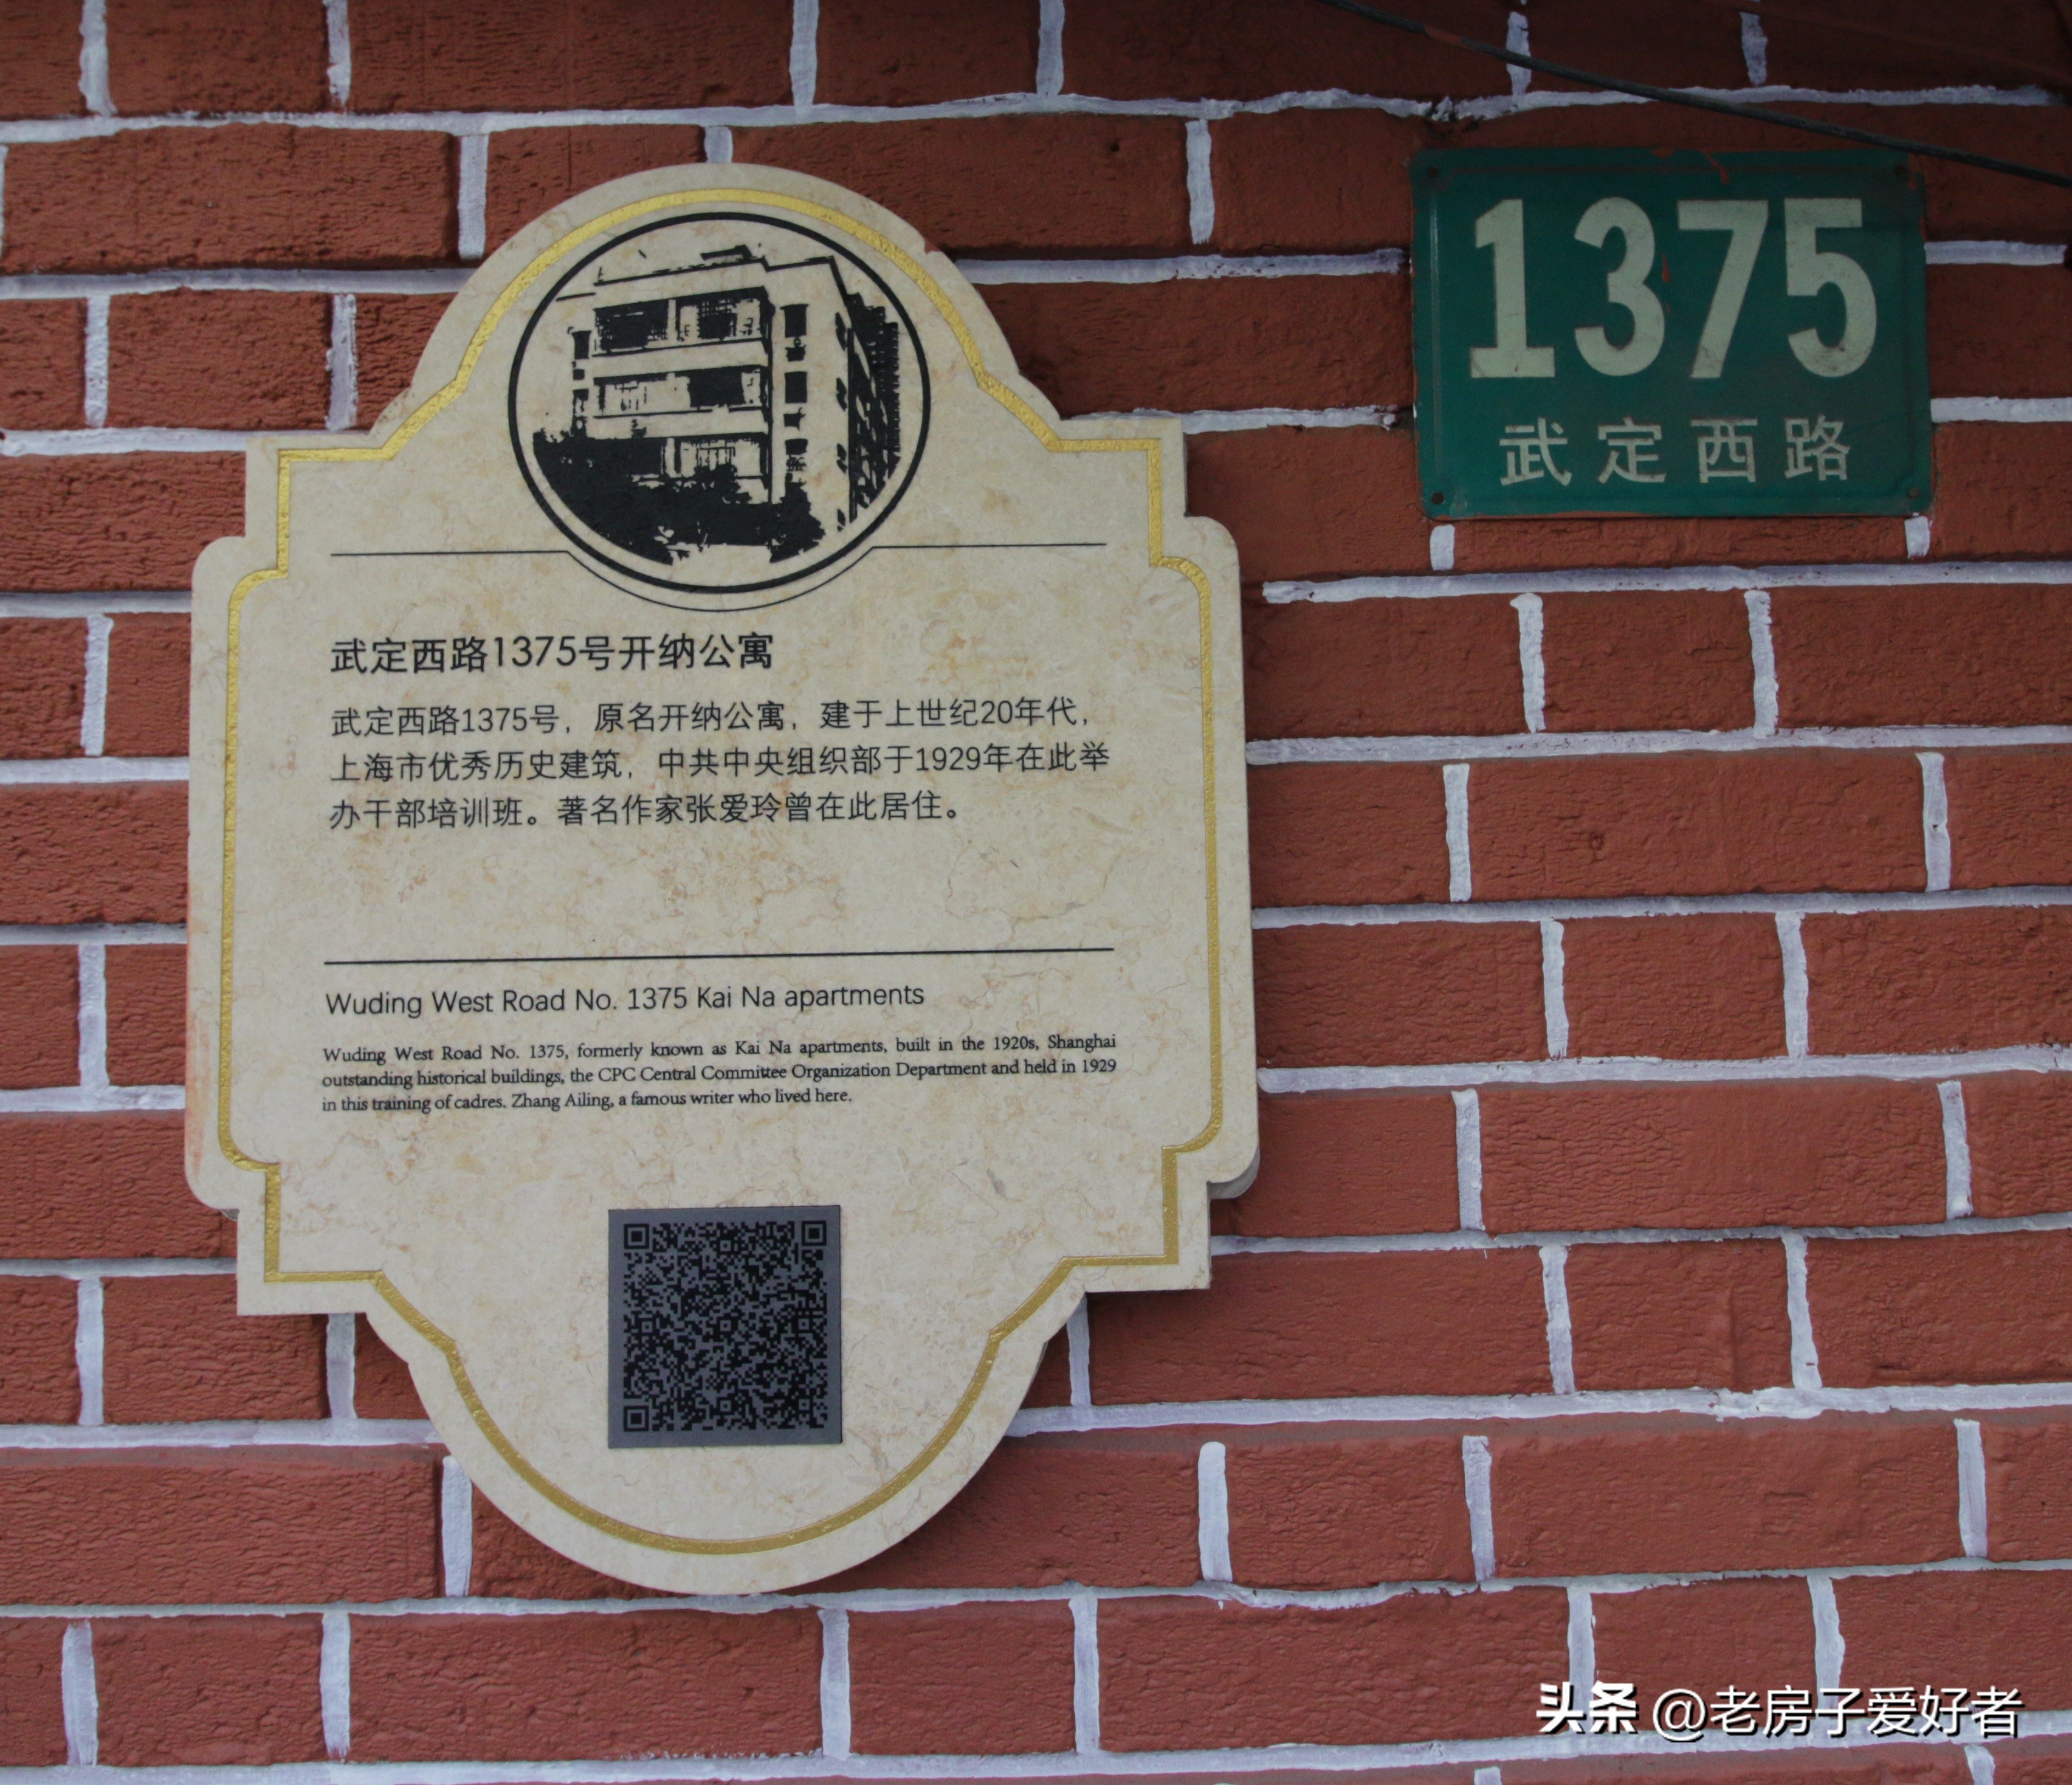 1375
武定西路
武定西路1375号开纳公寓
武定西路1375号，原名开纳公寓，建于上世纪20年代，
上海市优秀历史建筑，中共中央组织部于1929年在此举
办干部培训班。著名作家张爱玲曾在此居住。
Wuding West Road No. 1375 Kai Na apartments
Wuding West Road No. 1375, formerly known as Kai Na apartments, built in the 1920s, Shanghai
outstanding historical buildings, the CPC Central Committee Organization Department and held in 1929
in this training of cadres. Zhang Ailing, a famous writer who lived here.
头条 @老房子爱好者